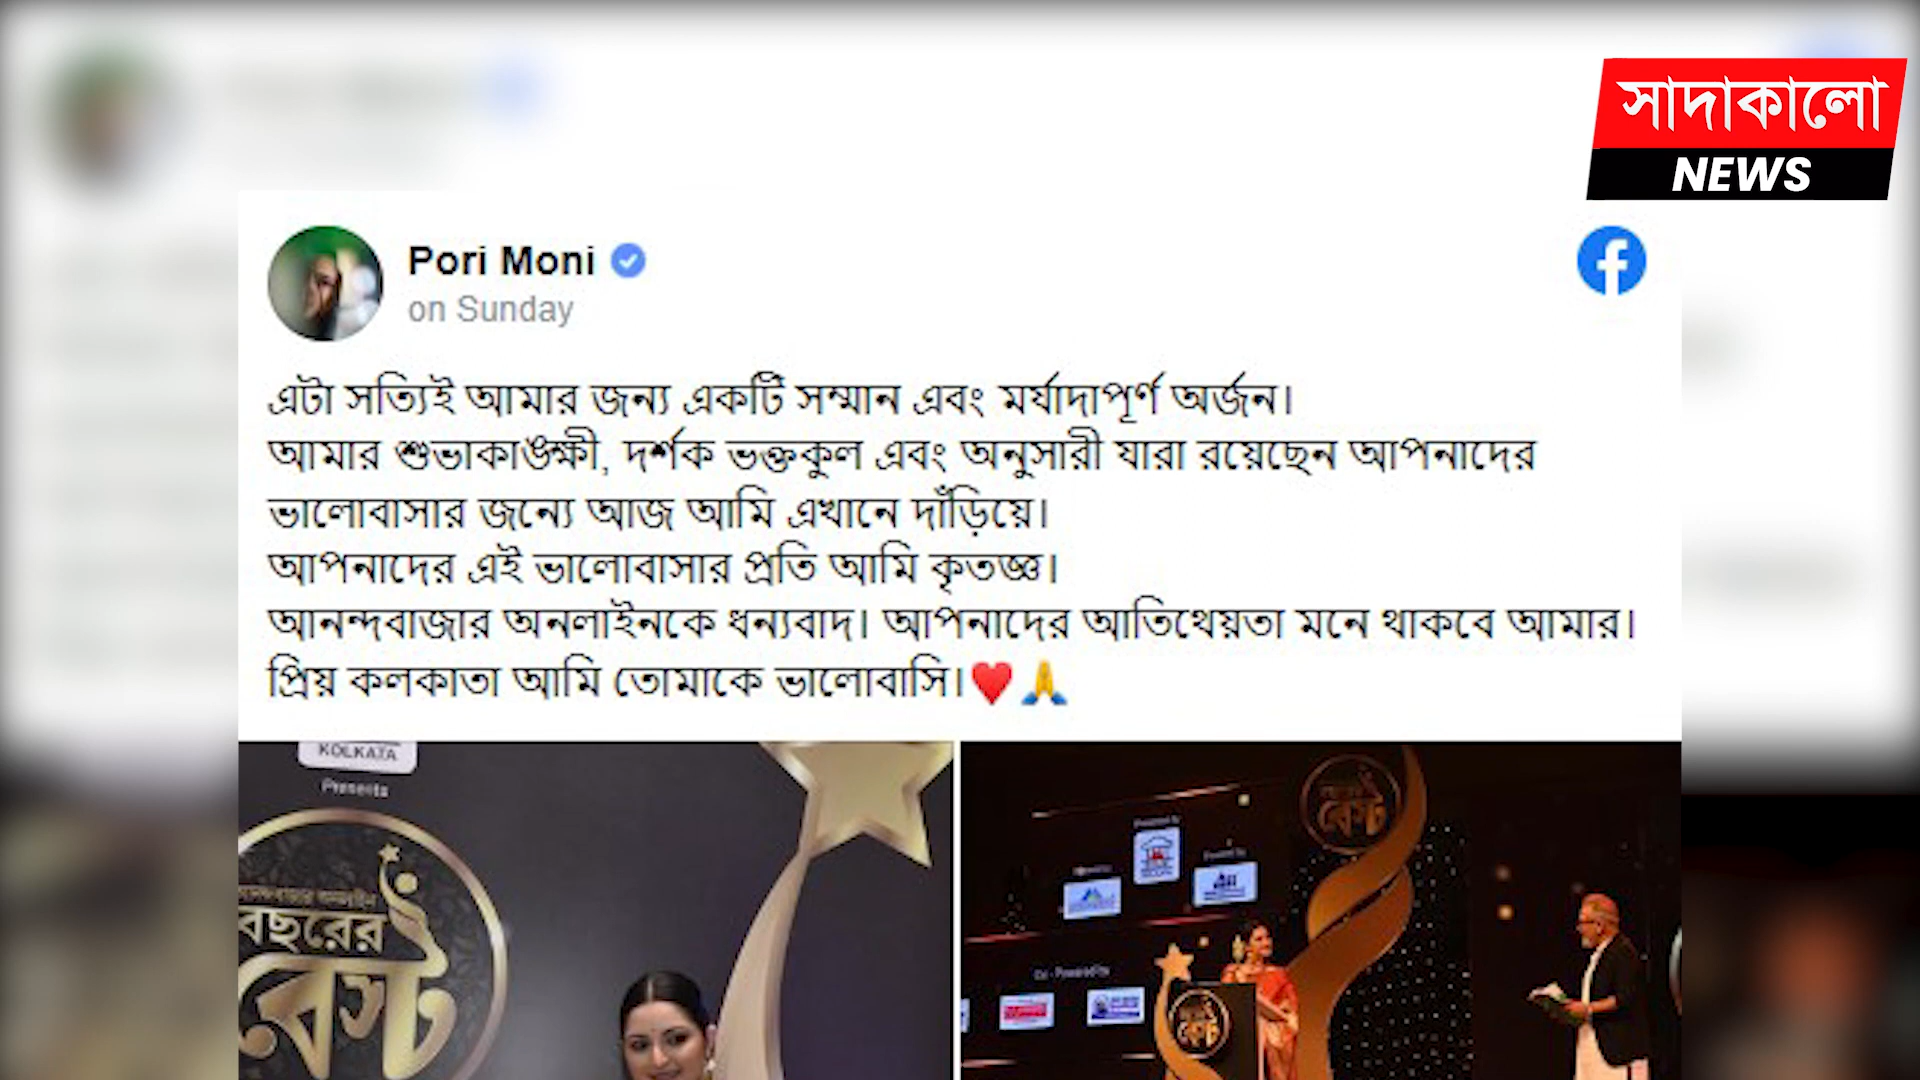 সাদাকালো
NEWS
Pori Moni
on Sunday
এটা সত্যিই আমার জন্য একটি সম্মান এবং মর্যাদাপূর্ণ অর্জন।
আমার শুভাকাঙ্ক্ষী, দর্শক ভক্তকুল এবং অনুসারী যারা রয়েছেন আপনাদের
ভালোবাসার জন্যে আজ আমি এখানে দাঁড়িয়ে।
আপনাদের এই ভালোবাসার প্রতি আমি কৃতজ্ঞ।
আনন্দবাজার অনলাইনকে ধন্যবাদ। আপনাদের আতিথেয়তা মনে থাকবে আমার।
প্রিয় কলকাতা আমি তোমাকে ভালোবাসি।❤️🙏
KOLKATA
Presents
বছরের
বেস্ট
বেস্ট